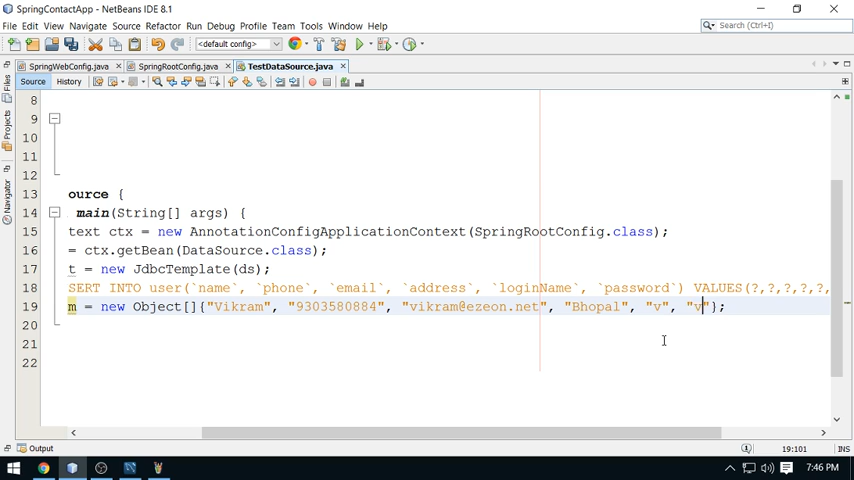 SpringContactApp - NetBeans IDE 8.1
File Edit View Navigate Source Refactor Run Debug Profile Team Tools Window Help
Search (Ctrl+I)
<default config>
SpringWebConfig.java
SpringRootConfig.java
TestDataSource.java
Source History
Files
Projects
Navigator
8
9
10
11
12
13 ource {
14 main(String[] args) {
15 text ctx = new AnnotationConfigApplicationContext(SpringRootConfig.class);
16 = ctx.getBean(DataSource.class);
17 t = new JdbcTemplate(ds);
18 SERT INTO user(`name`, `phone`, `email`, `address`, `loginName`, `password`) VALUES(?,?,?,?,?,
19 m = new Object[]{"Vikram", "9303580884", "vikram@ezeon.net", "Bhopal", "v", "v"};
20
21
22
Output
19:101 INS
7:46 PM